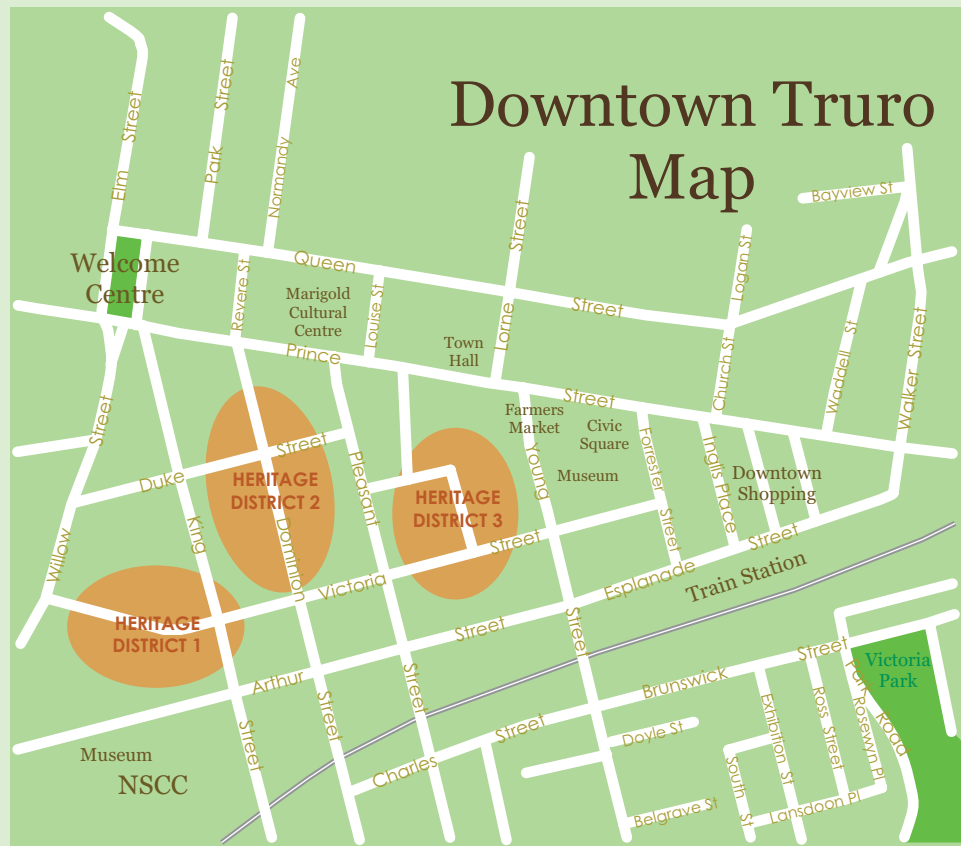 Downtown Truro
Map
Elm Street
Park Street
Normandy Ave
Bayview St
Lorne Street
Logan St
Welcome
Centre
Queen Street
Revere St
Louise St
Marigold
Cultural
Centre
Town
Hall
Prince Street
Church St
Waddell St
Walker Street
Farmers
Market
Civic
Square
Museum
Forrester Street
Inglis Place
Downtown
Shopping
Willow Street
Duke Street
King Street
Dominion Street
Pleasant Street
Young Street
HERITAGE
DISTRICT 2
HERITAGE
DISTRICT 3
Victoria Street
HERITAGE
DISTRICT 1
Esplanade Street
Train Station
Arthur Street
Museum
NSCC
Charles Street
Brunswick Street
Victoria
Park
Park Road
Doyle St
Belgrave St
South St
Exhibition St
Ross Street
Rosewyn Pl
Lansdoon Pl